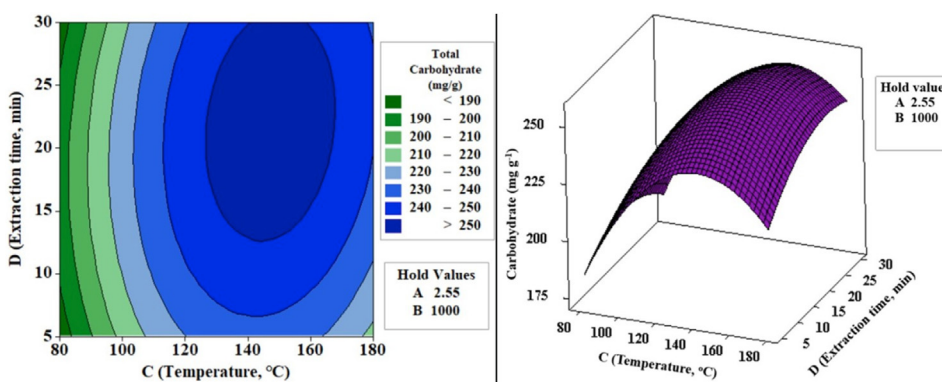 30
25
20
15
10
5
80
100
120
140
160
180
D (Extraction time, min)
C (Temperature, °C)
Total
Carbohydrate
(mg/g)
< 190
190 – 200
200 – 210
210 – 220
220 – 230
230 – 240
240 – 250
> 250
Hold Values
A 2.55
B 1000
250
225
200
175
Carbohydrate (mg g⁻¹)
80
100
120
140
160
180
C (Temperature, °C)
5
10
15
20
25
30
D (Extraction time, min)
Hold value
A 2.55
B 1000